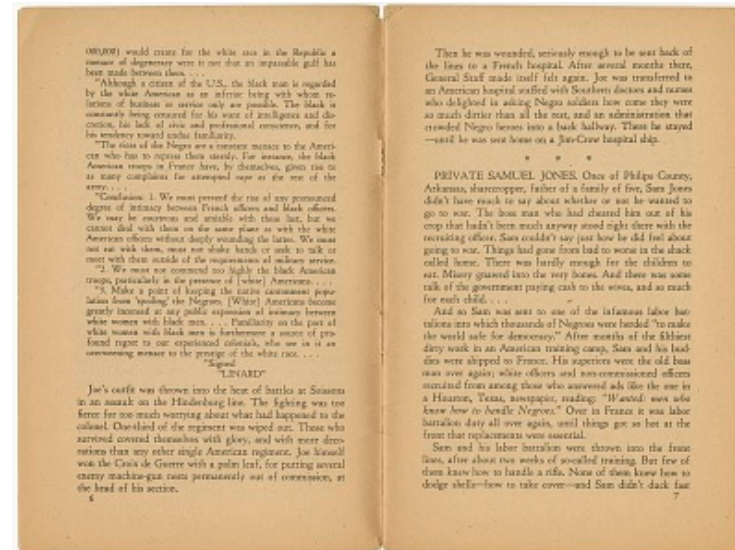 000,000) would create for the white race in the Republic a
menace of degeneracy were it not that an impassable gulf has
been made between them. . . .
"Although a citizen of the U.S., the black man is regarded
by the white American as an inferior being with whom re-
lations of business or service only are possible. The black is
constantly being censured for his want of intelligence and dis-
cretion, his lack of civic and professional conscience, and for
his tendency toward undue familiarity.
"The vices of the Negro are a constant menace to the Ameri-
can who has to repress them sternly. For instance, the black
American troops in France have, by themselves, given rise to
as many complaints for attempted rape as the rest of the
army. . . .
"Conclusion: 1. We must prevent the rise of any pronounced
degree of intimacy between French officers and black officers.
We may be courteous and amiable with these last, but we
cannot deal with them on the same plane as with the white
American officers without deeply wounding the latter. We must
not eat with them, must not shake hands or seek to talk or
meet with them outside of the requirements of military service.
"2. We must not commend too highly the black American
troops, particularly in the presence of [white] Americans. . . .
"3. Make a point of keeping the native cantonment popu-
lation from 'spoiling' the Negroes. [White] Americans become
greatly incensed at any public expression of intimacy between
white women with black men. . . . Familiarity on the part of
white women with black men is furthermore a source of pro-
found regret to our experienced colonials, who see in it an
overweening menace to the prestige of the white race. . . .
"Signed
"LINARD"
Joe's outfit was thrown into the heat of battles at Soissons
in an assault on the Hindenburg line. The fighting was too
fierce for too much worrying about what had happened to the
colonel. One-third of the regiment was wiped out. Those who
survived covered themselves with glory, and with more deco-
rations than any other single American regiment. Joe himself
won the Croix de Guerre with a palm leaf, for putting several
enemy machine-gun nests permanently out of commission, at
the head of his section.
6
Then he was wounded, seriously enough to be sent back of
the lines to a French hospital. After several months there,
General Staff made itself felt again. Joe was transferred to
an American hospital staffed with Southern doctors and nurses
who delighted in asking Negro soldiers how come they were
so much dirtier than all the rest, and an administration that
crowded Negro heroes into a back hallway. There he stayed
—until he was sent home on a Jim-Crow hospital ship.
* * *
PRIVATE SAMUEL JONES. Once of Philips County,
Arkansas, sharecropper, father of a family of five, Sam Jones
didn't have much to say about whether or not he wanted to
go to war. The boss man who had cheated him out of his
crop that hadn't been much anyway stood right there with the
recruiting officer. Sam couldn't say just how he did feel about
going to war. Things had gone from bad to worse in the shack
called home. There was hardly enough for the children to
eat. Misery gnawed into the very bones. And there was some
talk of the government paying cash to the wives, and so much
for each child. . . .
And so Sam was sent to one of the infamous labor bat-
talions into which thousands of Negroes were herded "to make
the world safe for democracy." After months of the filthiest
dirty work in an American training camp, Sam and his bud-
dies were shipped to France. His superiors were the old boss
man over again; white officers and non-commissioned officers
recruited from among those who answered ads like the one in
a Houston, Texas, newspaper, reading: "Wanted: men who
know how to handle Negroes." Over in France it was labor
battalion duty all over again, until things got so hot at the
front that replacements were essential.
Sam and his labor battalion were thrown into the front
lines, after about two weeks of so-called training. But few of
them knew how to handle a rifle. None of them knew how to
dodge shells—how to take cover—and Sam didn't duck fast
7